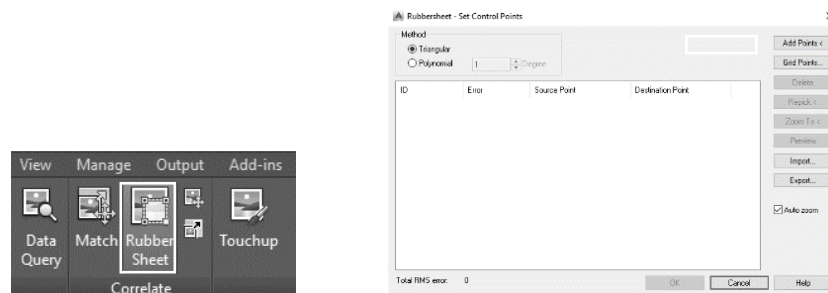 View Manage Output Add-ins
Data Query
Match
Rubber Sheet
Touchup
Correlate
Rubbersheet - Set Control Points
Method
Triangular
Polynomial 1 Degree
Add Points <
Grid Points...
Delete
Repick <
Zoom To <
Preview
Import...
Export...
Auto zoom
ID Error Source Point Destination Point
Total RMS error: 0
OK Cancel Help